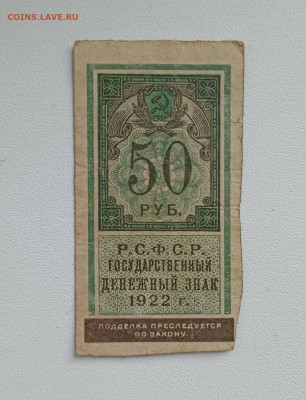 COINS.LAVE.RU
50
РУБ.
Р.С.Ф.С.Р.
ГОСУДАРСТВЕННЫЙ
ДЕНЕЖНЫЙ ЗНАК
1922 г.
ПОДДЕЛКА ПРЕСЛЕДУЕТСЯ
ПО ЗАКОНУ.